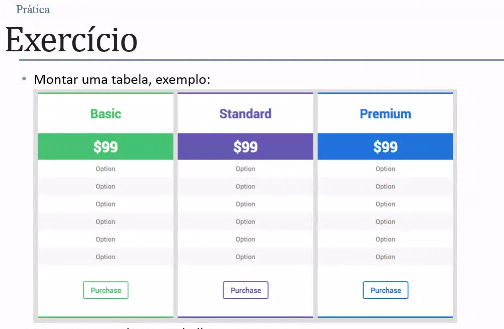 Prática
Exercício
• Montar uma tabela, exemplo:
Basic Standard Premium
$99 $99 $99
Option Option Option
Option Option Option
Option Option Option
Option Option Option
Option Option Option
Option Option Option
Purchase Purchase Purchase